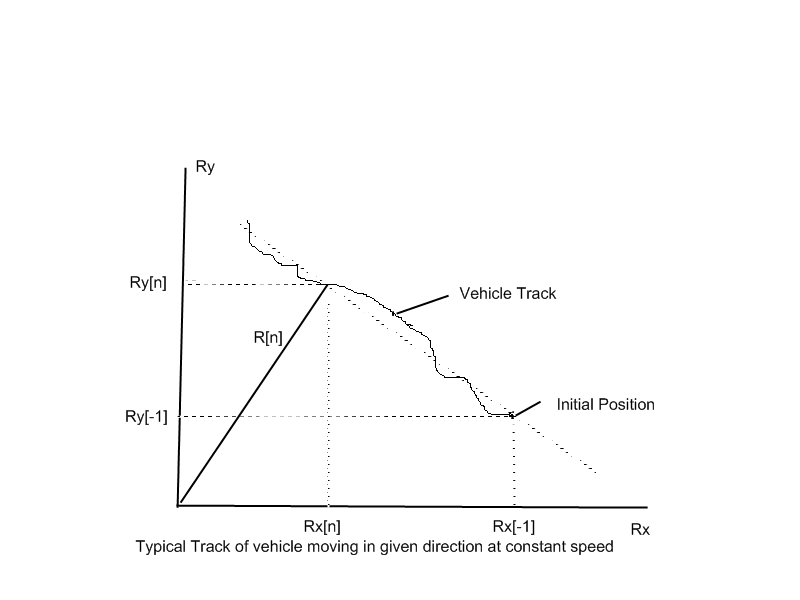 Ry
Ry[n]
Vehicle Track
R[n]
Initial Position
Ry[-1]
Rx[n]
Rx[-1]
Rx
Typical Track of vehicle moving in given direction at constant speed